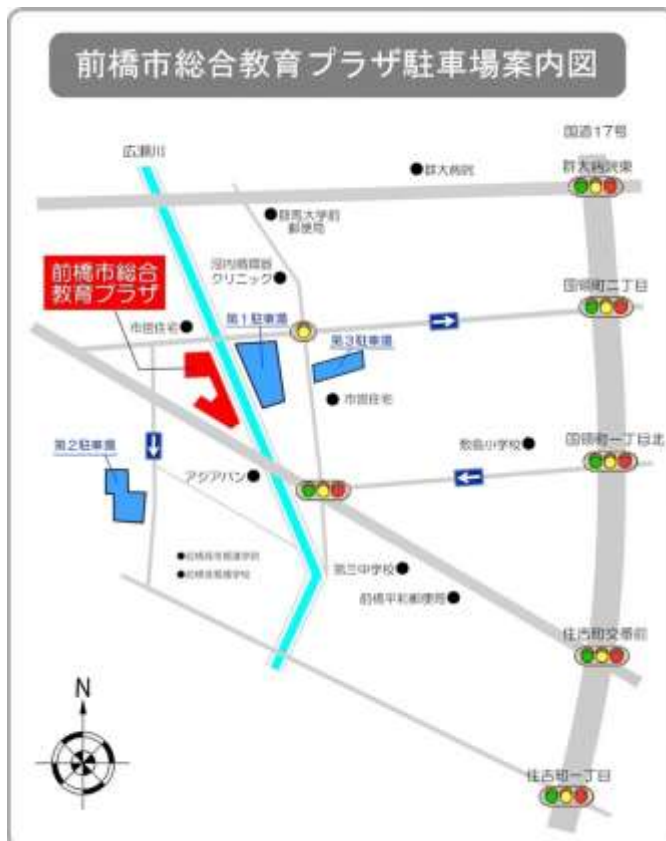 前橋市総合教育プラザ駐車場案内図
国道17号
広瀬川
群大病院
群大病院東
群馬大学前
郵便局
前橋市総合
教育プラザ
河内循環器
クリニック
国領町二丁目
市営住宅
第1駐車場
第3駐車場
市営住宅
敷島小学校
国領町一丁目北
第2駐車場
アジアパン
第三中学校
前橋平和郵便局
住吉町交番前
N
住吉町一丁目